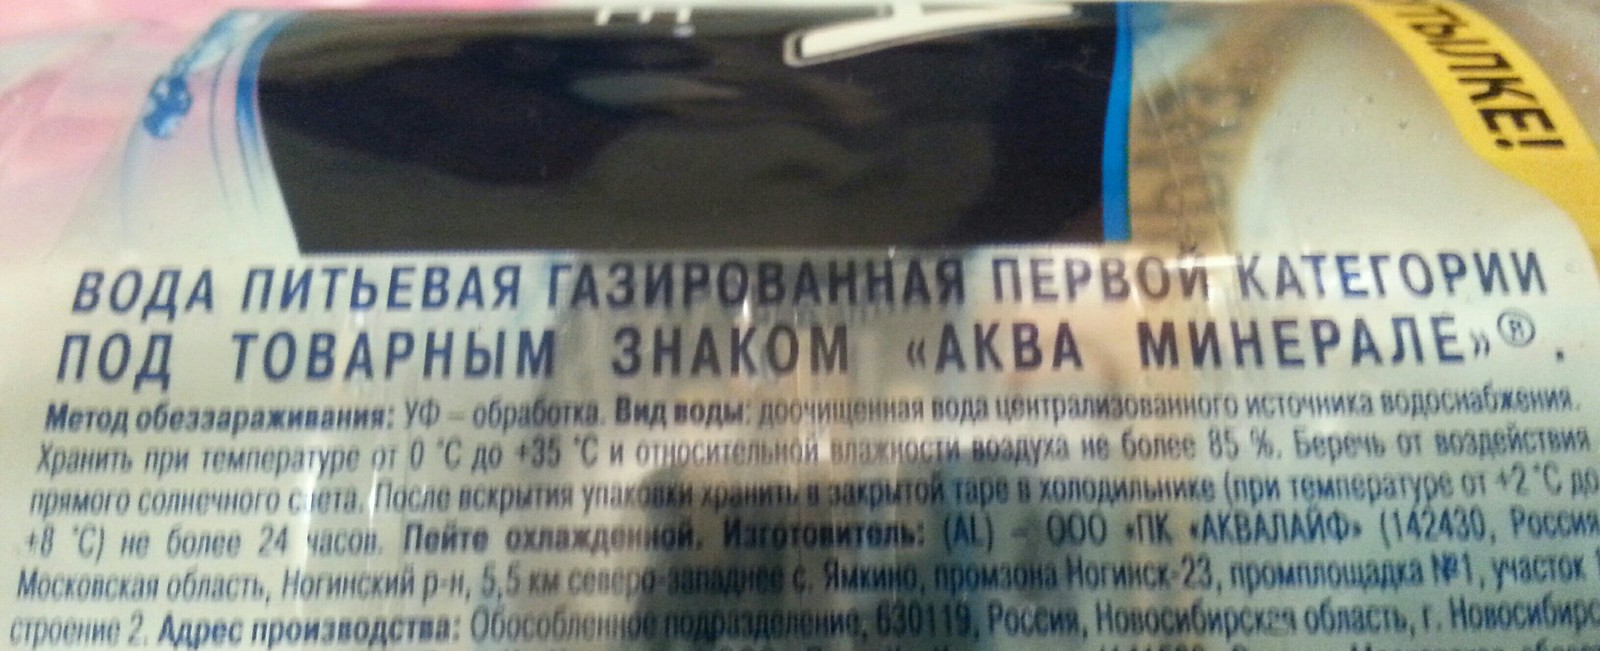 ТЫЛКЕ!
ВОДА ПИТЬЕВАЯ ГАЗИРОВАННАЯ ПЕРВОЙ КАТЕГОРИИ
ПОД ТОВАРНЫМ ЗНАКОМ «АКВА МИНЕРАЛЕ»® .
Метод обеззараживания: УФ – обработка. Вид воды: доочищенная вода централизованного источника водоснабжения.
Хранить при температуре от 0 °С до +35 °С и относительной влажности воздуха не более 85 %. Беречь от воздействия
прямого солнечного света. После вскрытия упаковки хранить в закрытой таре в холодильнике (при температуре от +2 °С до
+8 °С) не более 24 часов. Пейте охлажденной. Изготовитель: (AL) – ООО «ПК «АКВАЛАЙФ» (142430, Россия
Московская область, Ногинский р-н, 5,5 км северо-западнее с. Ямкино, промзона Ногинск-23, промплощадка №1, участок 1
строение 2. Адрес производства: Обособленное подразделение, 630119, Россия, Новосибирская область, г. Новосибирс